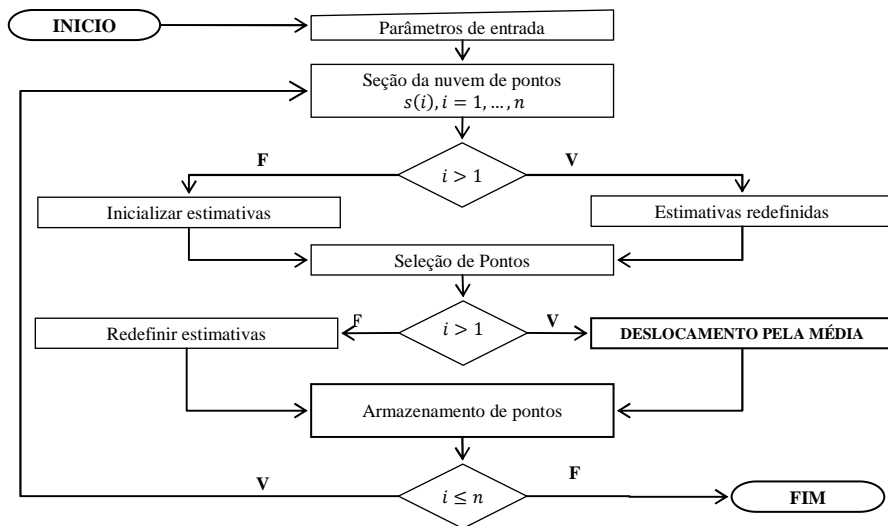 INICIO
Parâmetros de entrada
Seção da nuvem de pontos
s(i), i = 1, ..., n
F
V
i > 1
Inicializar estimativas
Estimativas redefinidas
Seleção de Pontos
F
V
i > 1
Redefinir estimativas
DESLOCAMENTO PELA MÉDIA
Armazenamento de pontos
V
F
i ≤ n
FIM